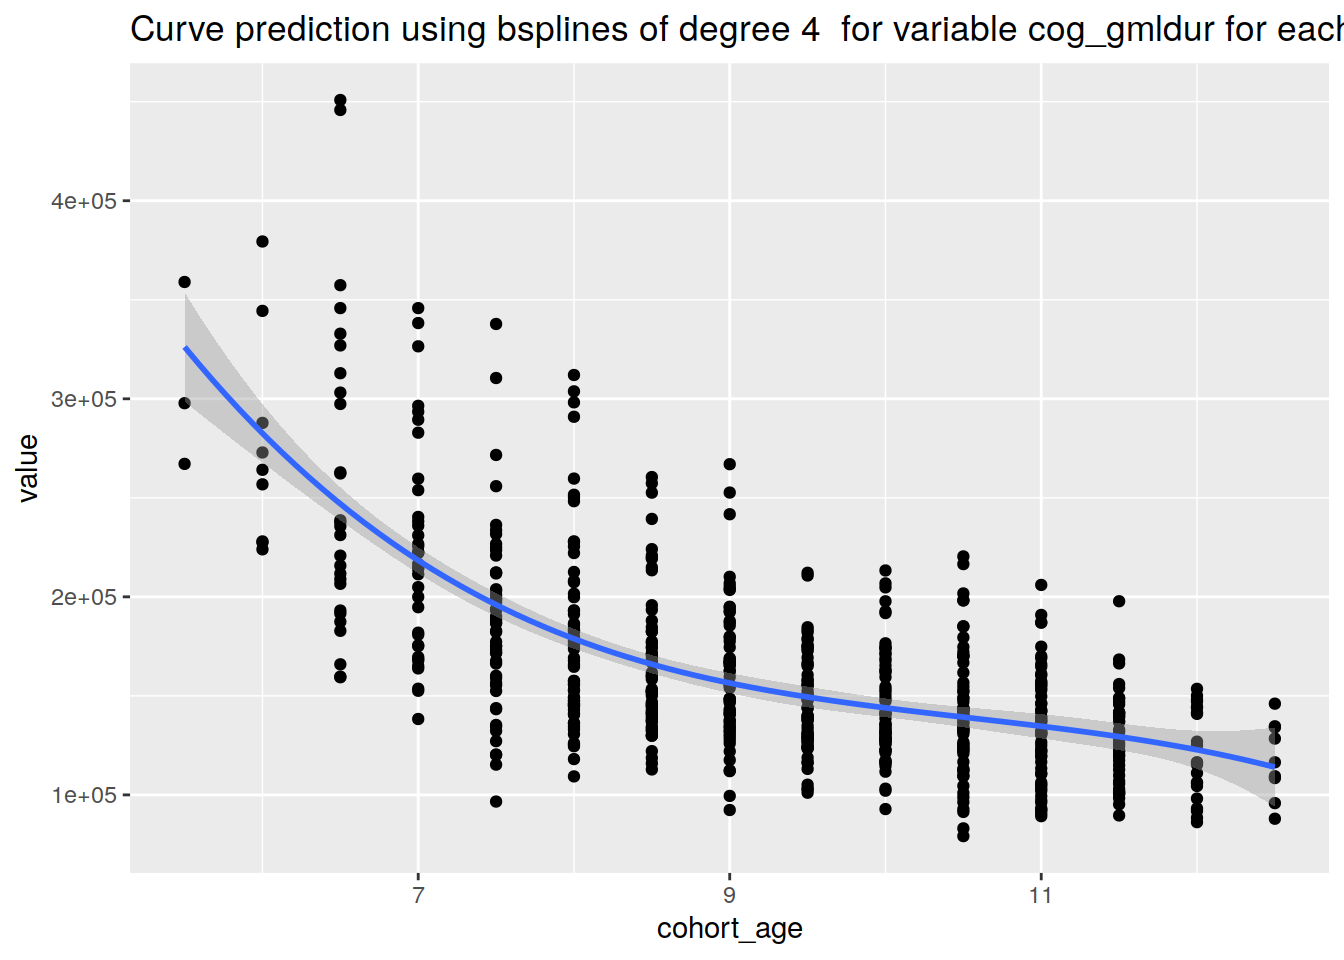 Curve prediction using bsplines of degree 4  for variable cog_gmldur for each
4e+05
3e+05
2e+05
1e+05
value
7
9
11
cohort_age